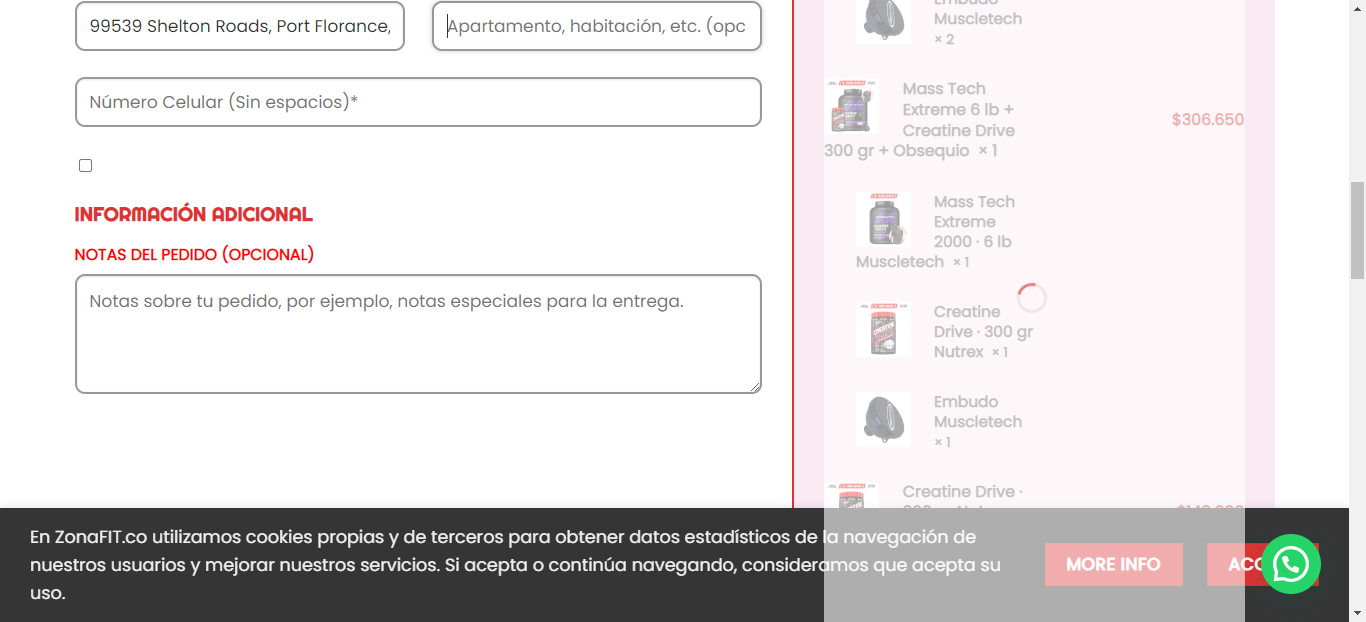 99539 Shelton Roads, Port Florance,
Apartamento, habitación, etc. (opc
Número Celular (Sin espacios)*
INFORMACIÓN ADICIONAL
NOTAS DEL PEDIDO (OPCIONAL)
Notas sobre tu pedido, por ejemplo, notas especiales para la entrega.
Embudo
Muscletech
× 2
Mass Tech
Extreme 6 lb +
Creatine Drive
300 gr + Obsequio × 1
$306.650
Mass Tech
Extreme
2000 · 6 lb
Muscletech × 1
Creatine
Drive · 300 gr
Nutrex × 1
Embudo
Muscletech
× 1
Creatine Drive ·
En ZonaFIT.co utilizamos cookies propias y de terceros para obtener datos estadísticos de la navegación de
nuestros usuarios y mejorar nuestros servicios. Si acepta o continúa navegando, consideramos que acepta su
uso.
MORE INFO